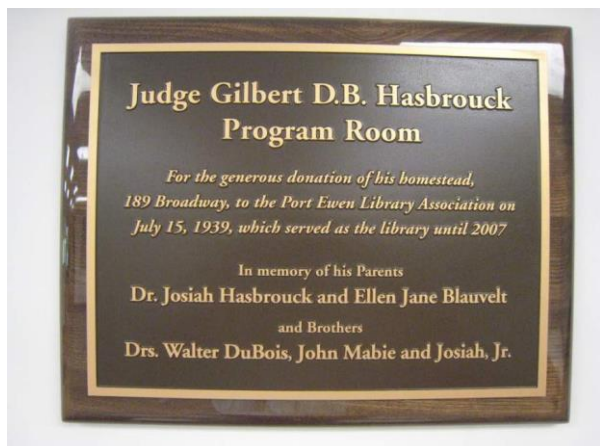 Judge Gilbert D.B. Hasbrouck
Program Room
For the generous donation of his homestead,
189 Broadway, to the Port Ewen Library Association on
July 15, 1939, which served as the library until 2007
In memory of his Parents
Dr. Josiah Hasbrouck and Ellen Jane Blauvelt
and Brothers
Drs. Walter DuBois, John Mabie and Josiah, Jr.